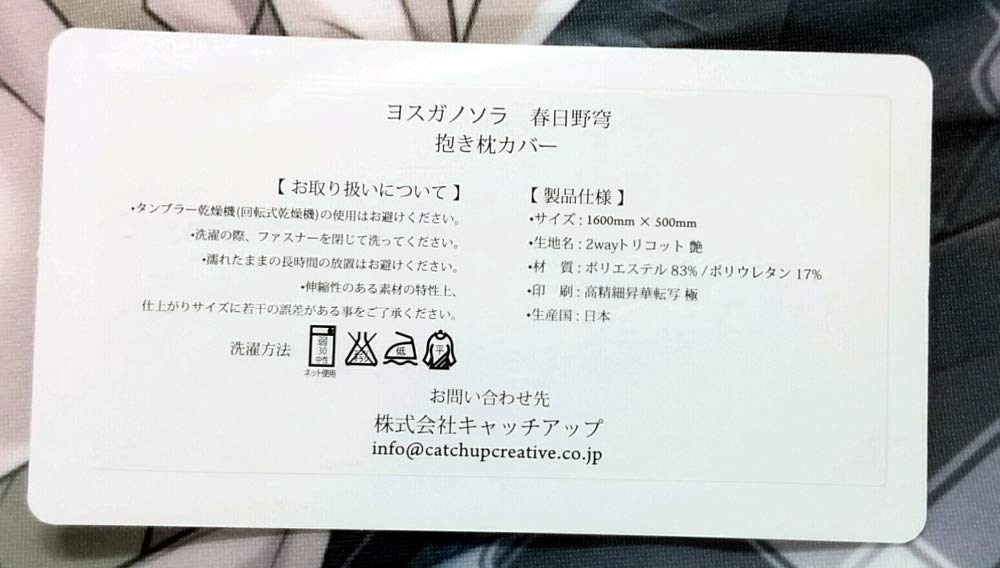 ヨスガノソラ　春日野穹
抱き枕カバー
【 お取り扱いについて 】
•タンブラー乾燥機(回転式乾燥機)の使用はお避けください。
•洗濯の際、ファスナーを閉じて洗ってください。
•濡れたままの長時間の放置はお避けください。
•伸縮性のある素材の特性上、
仕上がりサイズに若干の誤差がある事をご了承ください。
洗濯方法
弱
30
中性
ネット使用
低
平
【 製品仕様 】
•サイズ : 1600mm × 500mm
•生地名 : 2wayトリコット 艶
•材　質 : ポリエステル 83% /ポリウレタン 17%
•印　刷 : 高精細昇華転写 極
•生産国 : 日本
お問い合わせ先
株式会社キャッチアップ
info@catchupcreative.co.jp